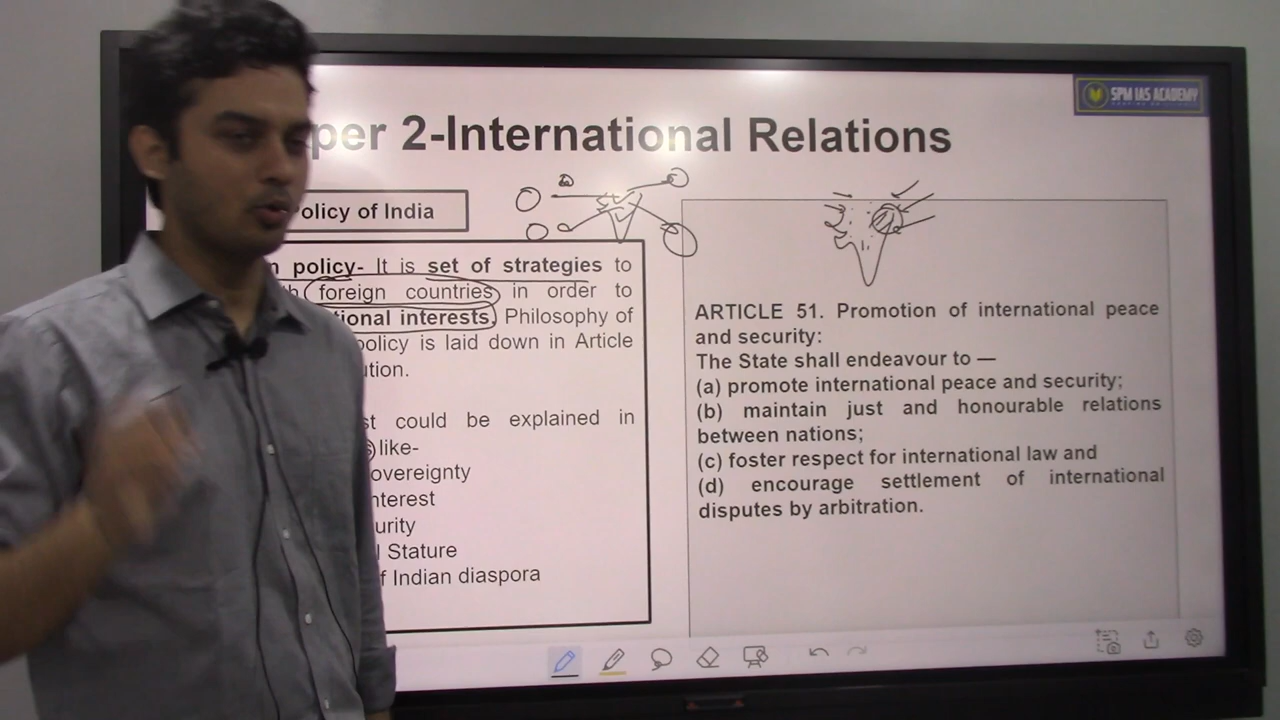 SPM IAS ACADEMY
per 2-International Relations
olicy of India
n policy- It is set of strategies to
th foreign countries in order to
tional interests. Philosophy of
policy is laid down in Article
ution.
st could be explained in
like-
overeignty
nterest
urity
l Stature
f Indian diaspora
ARTICLE 51. Promotion of international peace
and security:
The State shall endeavour to —
(a) promote international peace and security;
(b) maintain just and honourable relations
between nations;
(c) foster respect for international law and
(d) encourage settlement of international
disputes by arbitration.